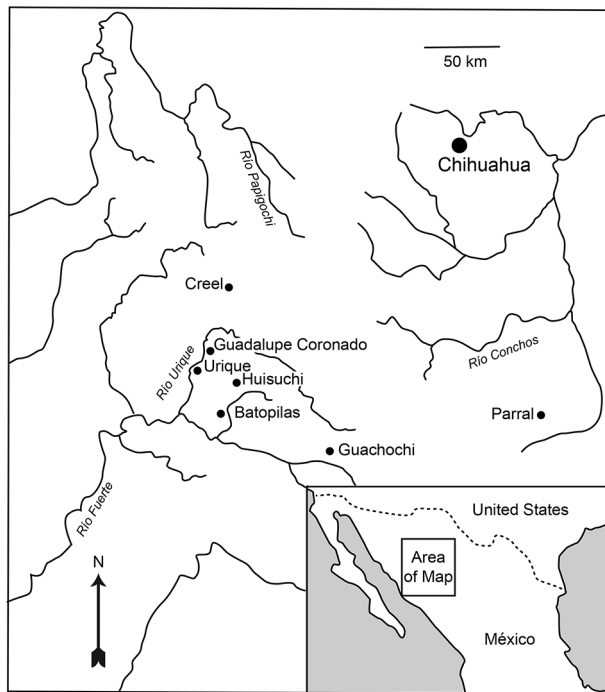 50 km
Chihuahua
Río Papigochi
Creel
Guadalupe Coronado
Río Urique
Urique
Huisuchi
Río Conchos
Batopilas
Parral
Guachochi
Río Fuerte
N
United States
Area
of Map
México